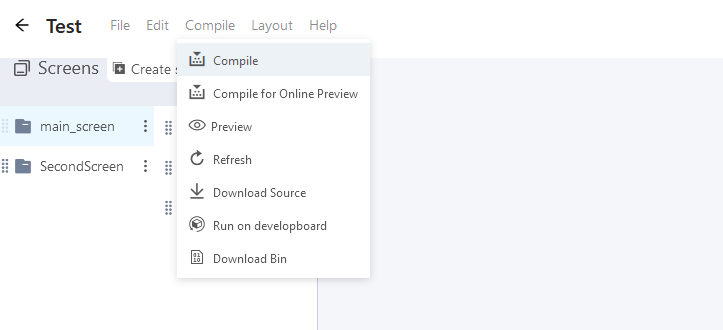 Test File Edit Compile Layout Help
Screens Create s
Compile
Compile for Online Preview
main_screen
Preview
SecondScreen
Refresh
Download Source
Run on developboard
Download Bin